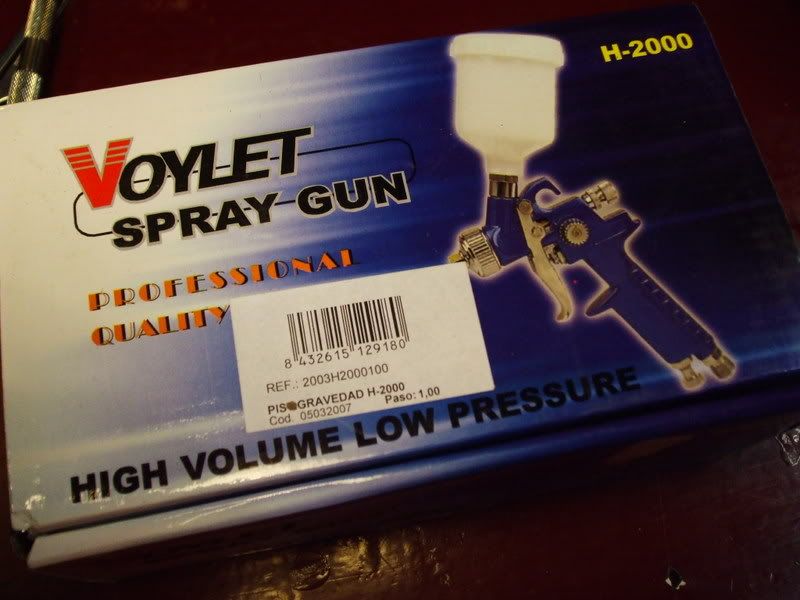 H-2000
VOYLET
SPRAY GUN
PROFESSIONAL
QUALITY
8 432615 129180
REF.: 2003H2000100
GRAVEDAD H-2000
Cod. 05032007 Paso: 1,00
HIGH VOLUME LOW PRESSURE